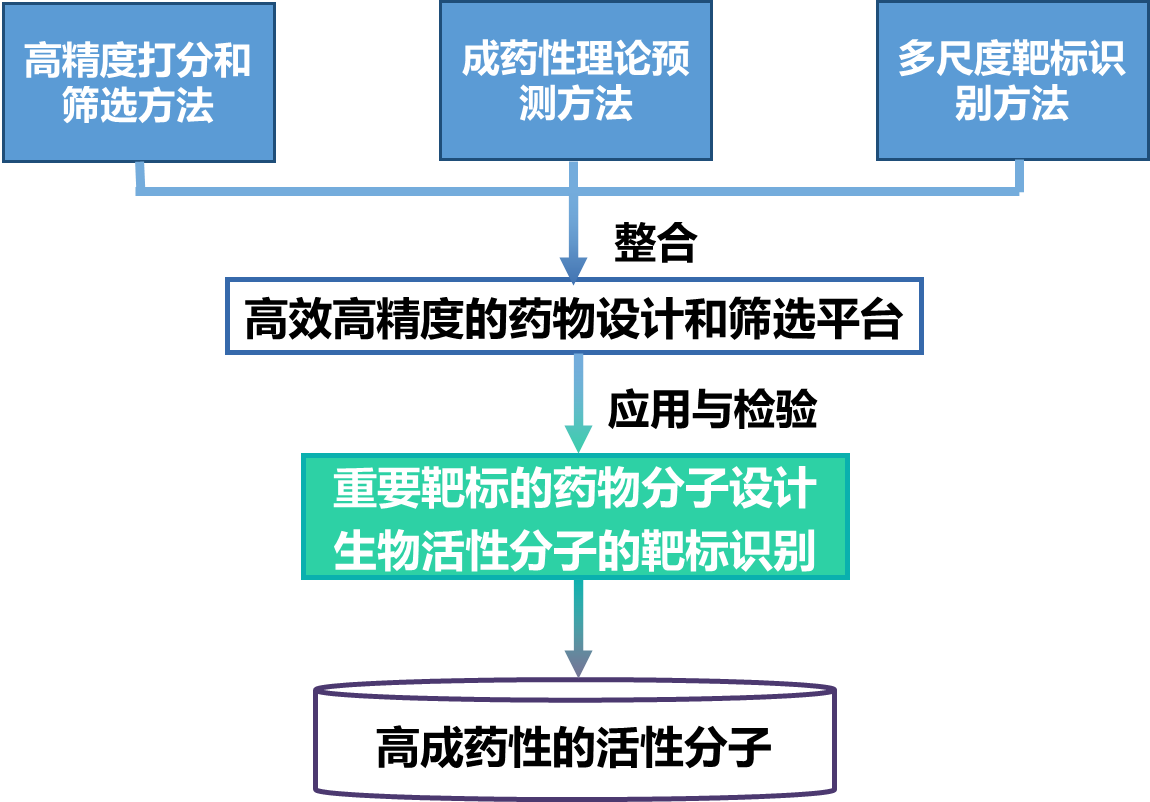 高精度打分和
筛选方法
成药性理论预
测方法
多尺度靶标识
别方法
整合
高效高精度的药物设计和筛选平台
应用与检验
重要靶标的药物分子设计
生物活性分子的靶标识别
高成药性的活性分子